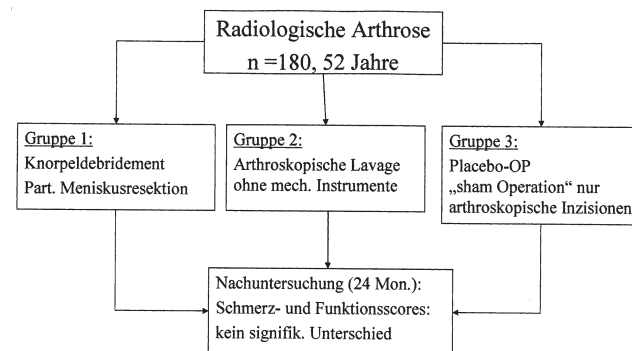 Radiologische Arthrose
n =180, 52 Jahre
Gruppe 1:
Knorpeldebridement
Part. Meniskusresektion
Gruppe 2:
Arthroskopische Lavage
ohne mech. Instrumente
Gruppe 3:
Placebo-OP
„sham Operation“ nur
arthroskopische Inzisionen
Nachuntersuchung (24 Mon.):
Schmerz- und Funktionsscores:
kein signifik. Unterschied